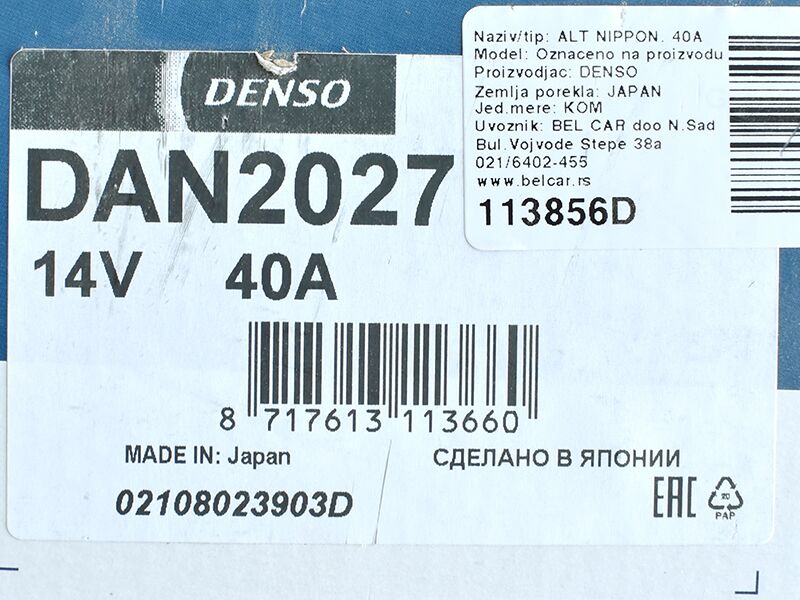 DENSO
DAN2027
14V 40A
8 717613 113660
MADE IN: Japan
СДЕЛАНО В ЯПОНИИ
02108023903D
EAC
20
PAP
Naziv/tip: ALT NIPPON. 40A
Model: Oznaceno na proizvodu
Proizvodjac: DENSO
Zemlja porekla: JAPAN
Jed.mere: KOM
Uvoznik: BEL CAR doo N.Sad
Bul.Vojvode Stepe 38a
021/6402-455
www.belcar.rs
113856D